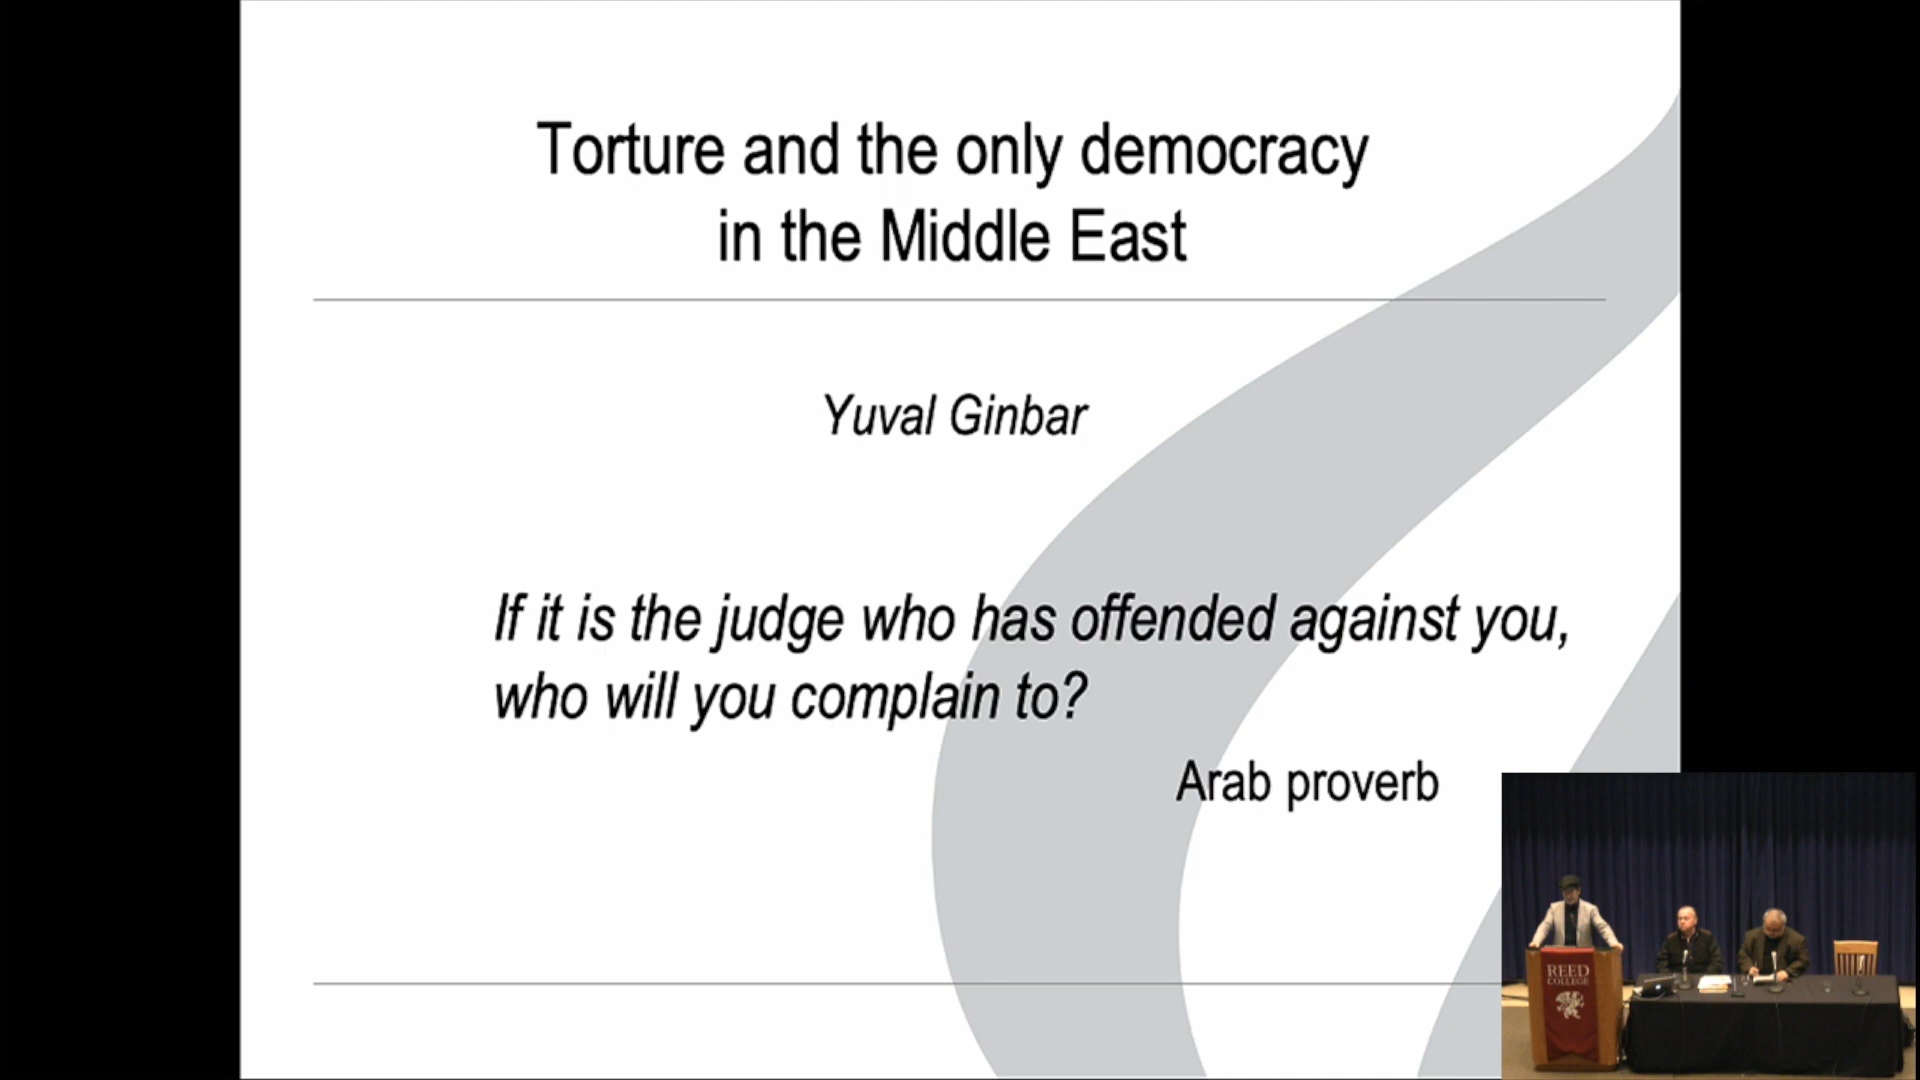 Torture and the only democracy
in the Middle East
Yuval Ginbar
If it is the judge who has offended against you,
who will you complain to?
Arab proverb
REED
COLLEGE